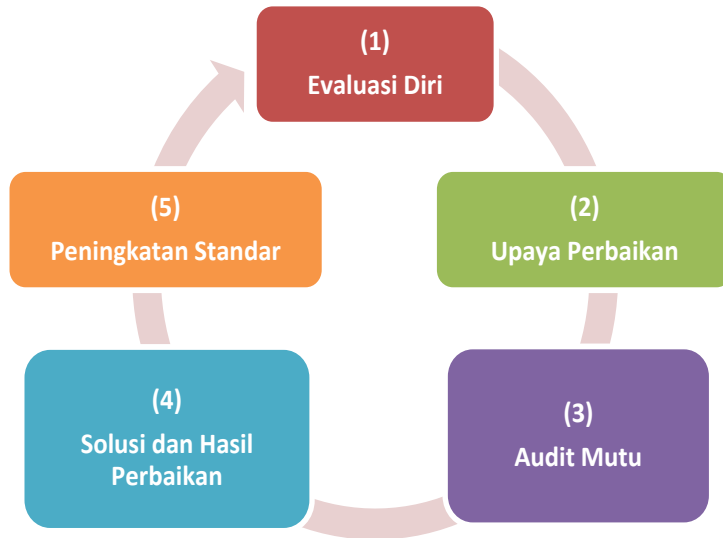 (1)
Evaluasi Diri
(2)
Upaya Perbaikan
(3)
Audit Mutu
(4)
Solusi dan Hasil
Perbaikan
(5)
Peningkatan Standar